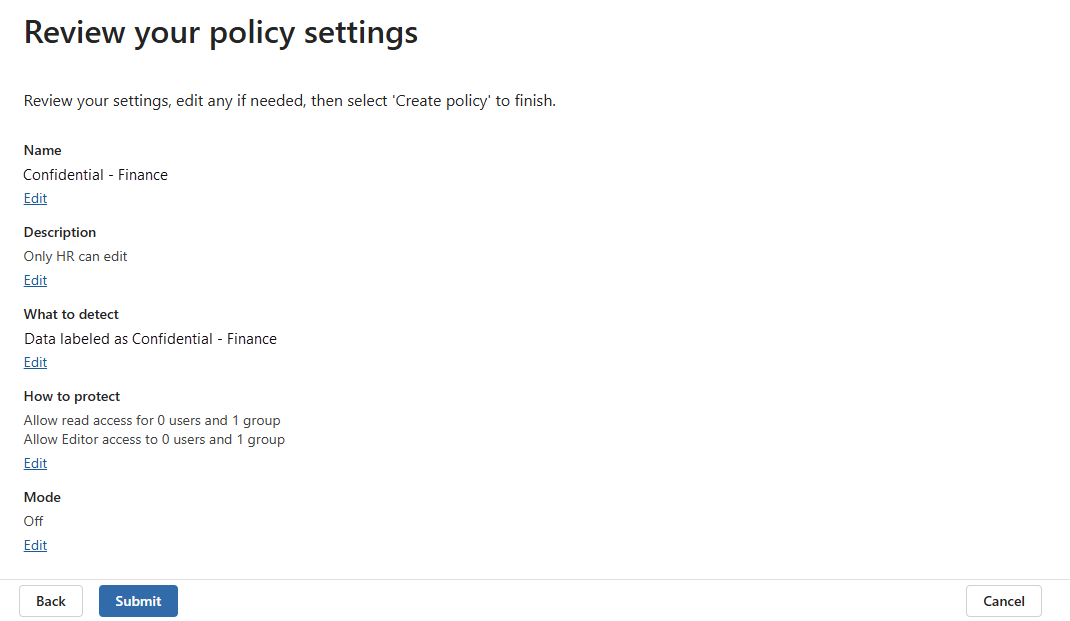 Review your policy settings
Review your settings, edit any if needed, then select 'Create policy' to finish.
Name
Confidential - Finance
Edit
Description
Only HR can edit
Edit
What to detect
Data labeled as Confidential - Finance
Edit
How to protect
Allow read access for 0 users and 1 group
Allow Editor access to 0 users and 1 group
Edit
Mode
Off
Edit
Back
Submit
Cancel